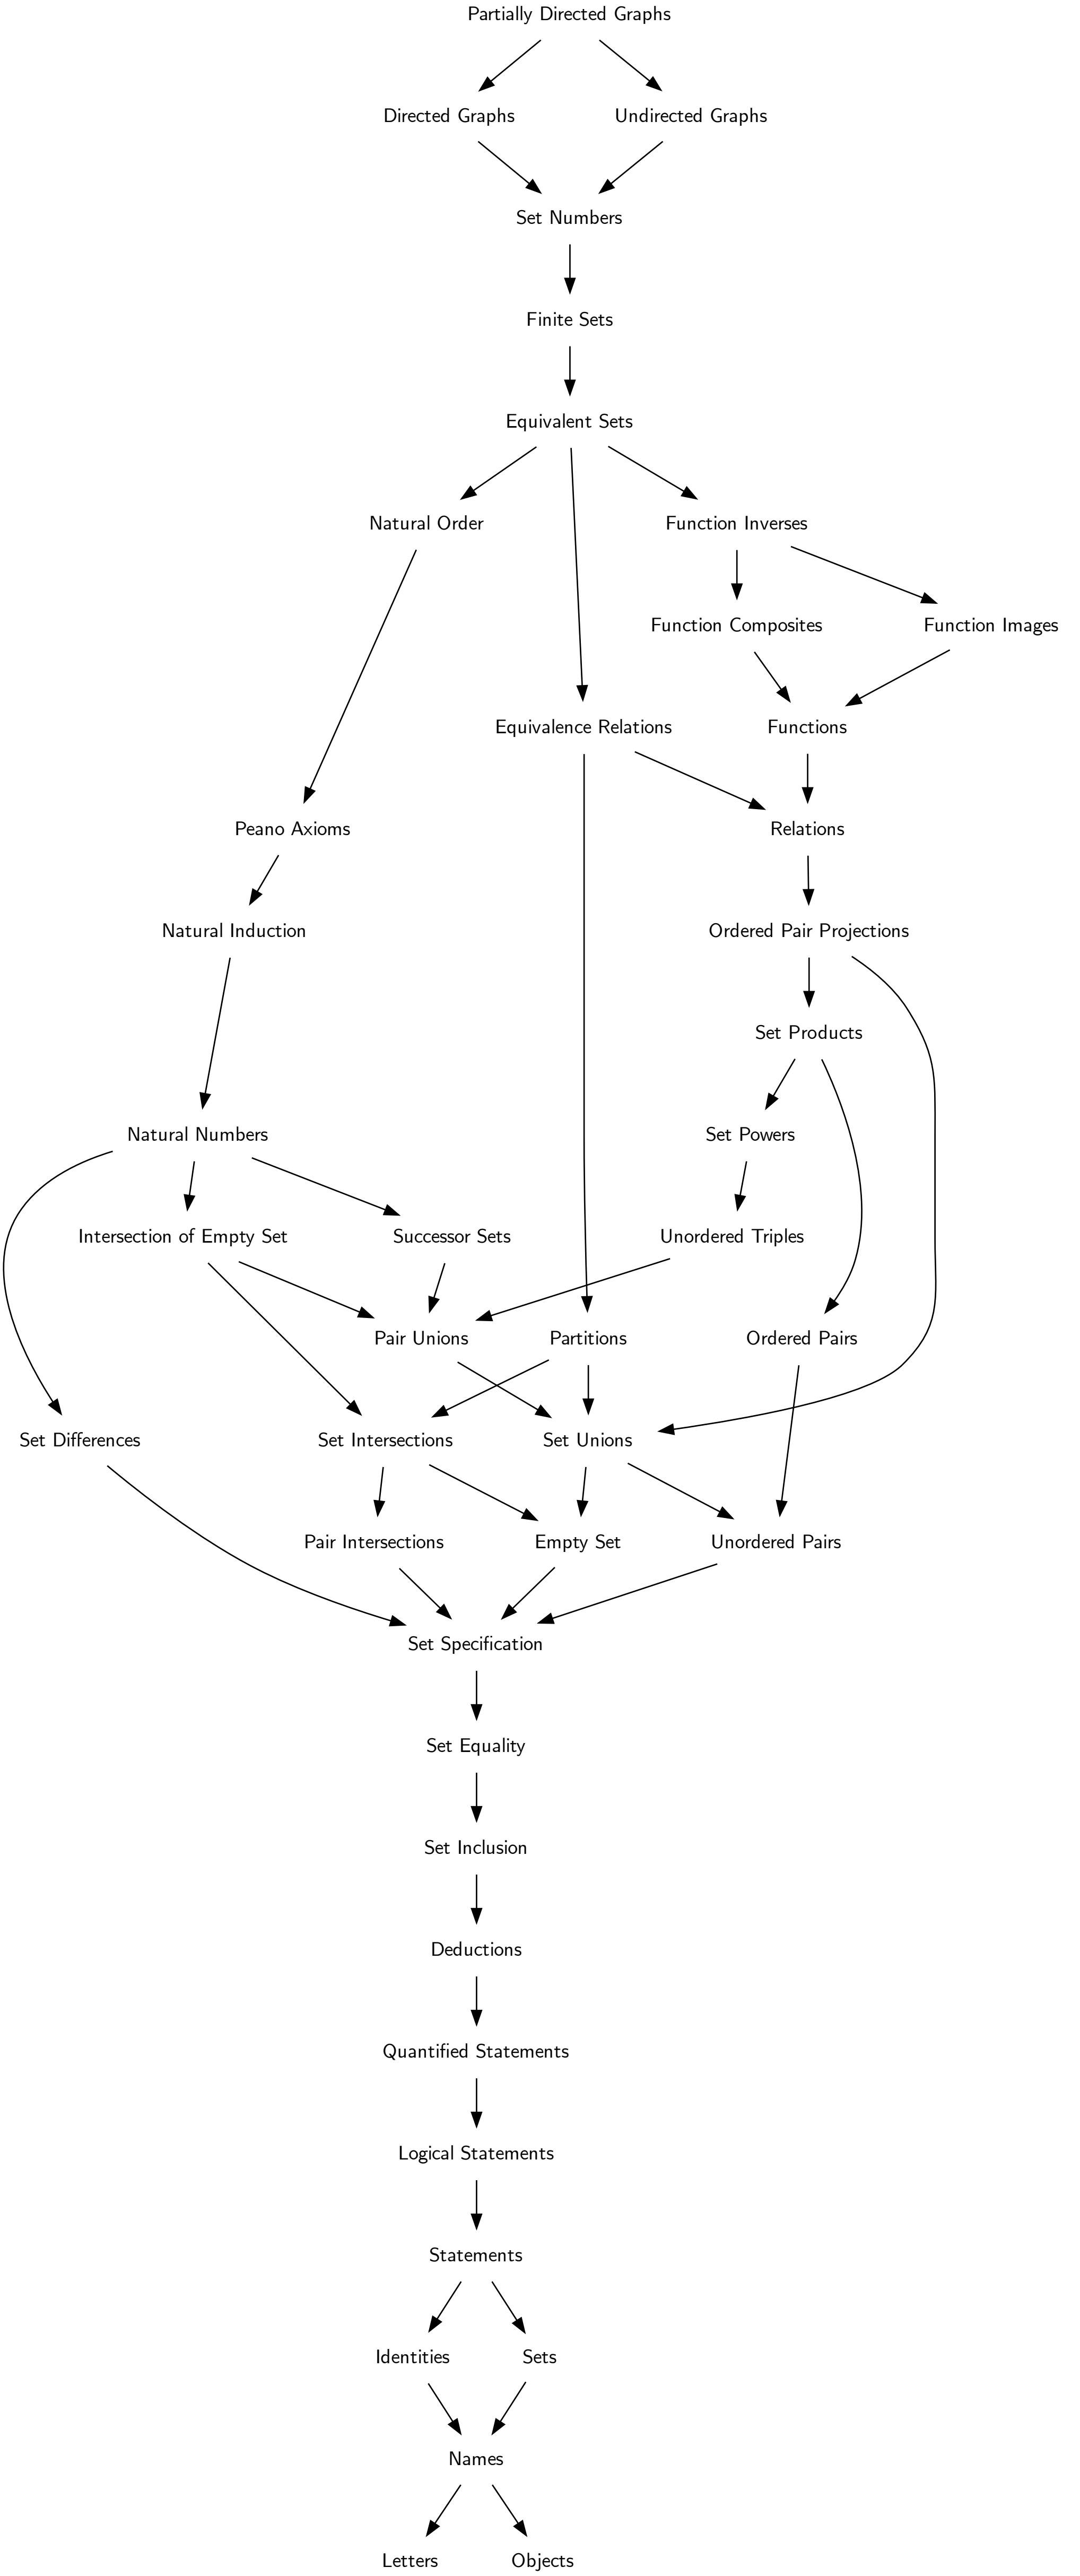 Partially Directed Graphs
Directed Graphs
Undirected Graphs
Set Numbers
Finite Sets
Equivalent Sets
Natural Order
Function Inverses
Function Composites
Function Images
Equivalence Relations
Functions
Peano Axioms
Relations
Natural Induction
Ordered Pair Projections
Set Products
Natural Numbers
Set Powers
Intersection of Empty Set
Successor Sets
Unordered Triples
Pair Unions
Partitions
Ordered Pairs
Set Differences
Set Intersections
Set Unions
Pair Intersections
Empty Set
Unordered Pairs
Set Specification
Set Equality
Set Inclusion
Deductions
Quantified Statements
Logical Statements
Statements
Identities
Sets
Names
Letters
Objects